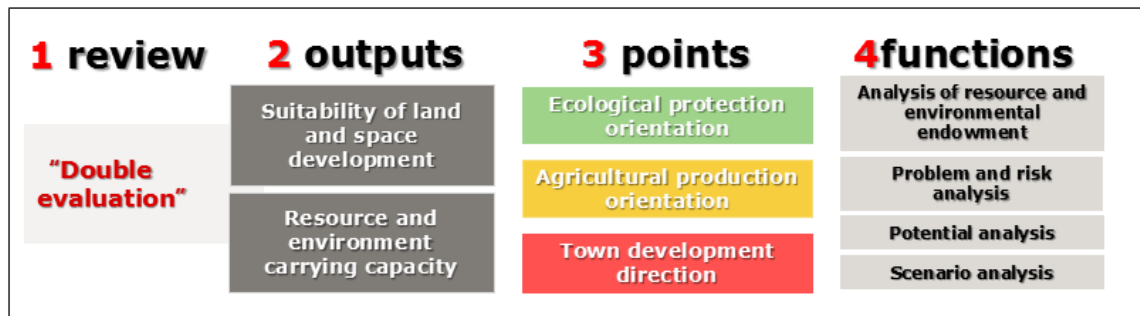 1 review
"Double
evaluation"
2 outputs
Suitability of land
and space
development
Resource and
environment
carrying capacity
3 points
Ecological protection
orientation
Agricultural production
orientation
Town development
direction
4functions
Analysis of resource and
environmental
endowment
Problem and risk
analysis
Potential analysis
Scenario analysis